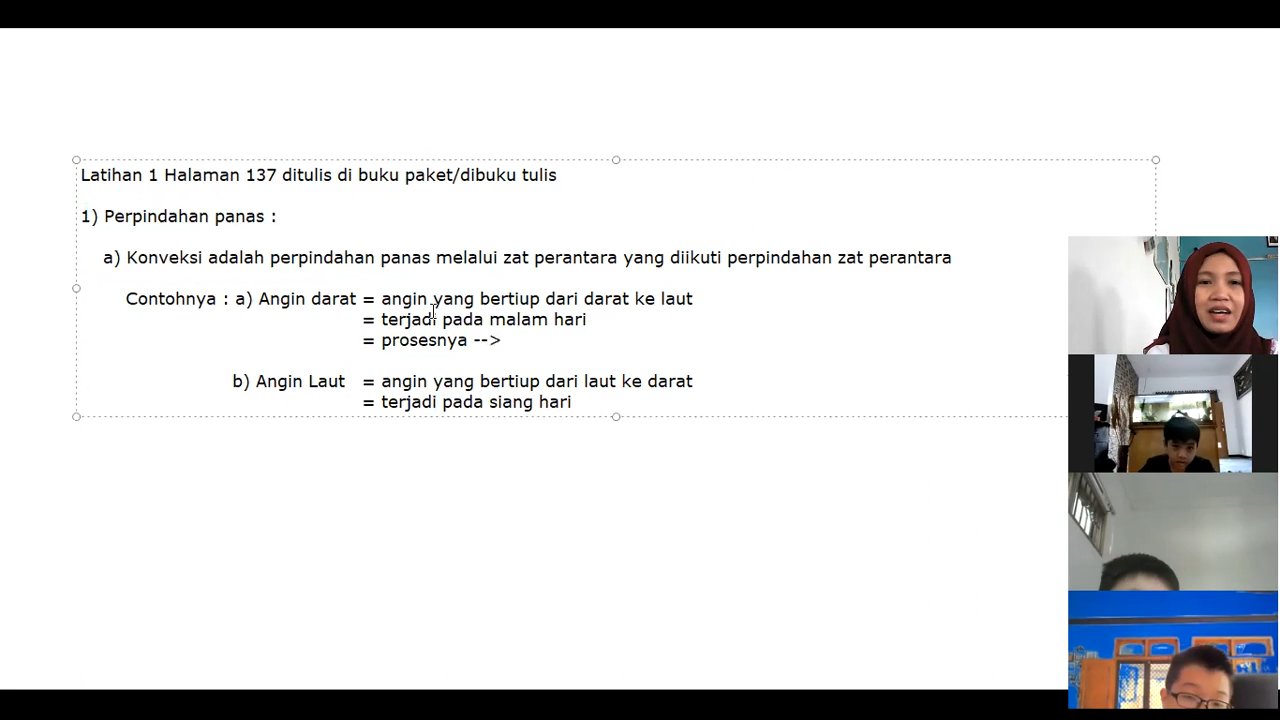 Latihan 1 Halaman 137 ditulis di buku paket/dibuku tulis
1) Perpindahan panas :
a) Konveksi adalah perpindahan panas melalui zat perantara yang diikuti perpindahan zat perantara
Contohnya : a) Angin darat = angin yang bertiup dari darat ke laut
= terjadi pada malam hari
= prosesnya -->
b) Angin Laut = angin yang bertiup dari laut ke darat
= terjadi pada siang hari